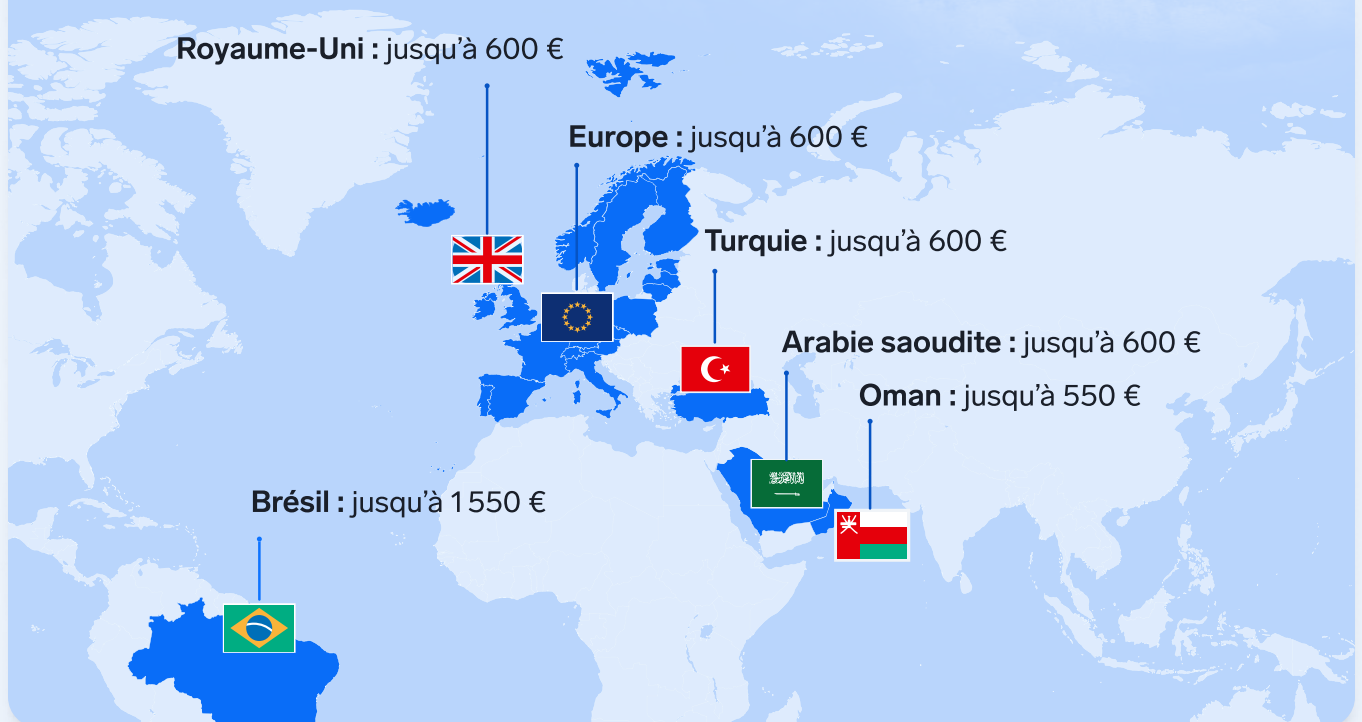 Royaume-Uni : jusqu’à 600 €
Europe : jusqu’à 600 €
Turquie : jusqu’à 600 €
Arabie saoudite : jusqu’à 600 €
Oman : jusqu’à 550 €
Brésil : jusqu’à 1 550 €